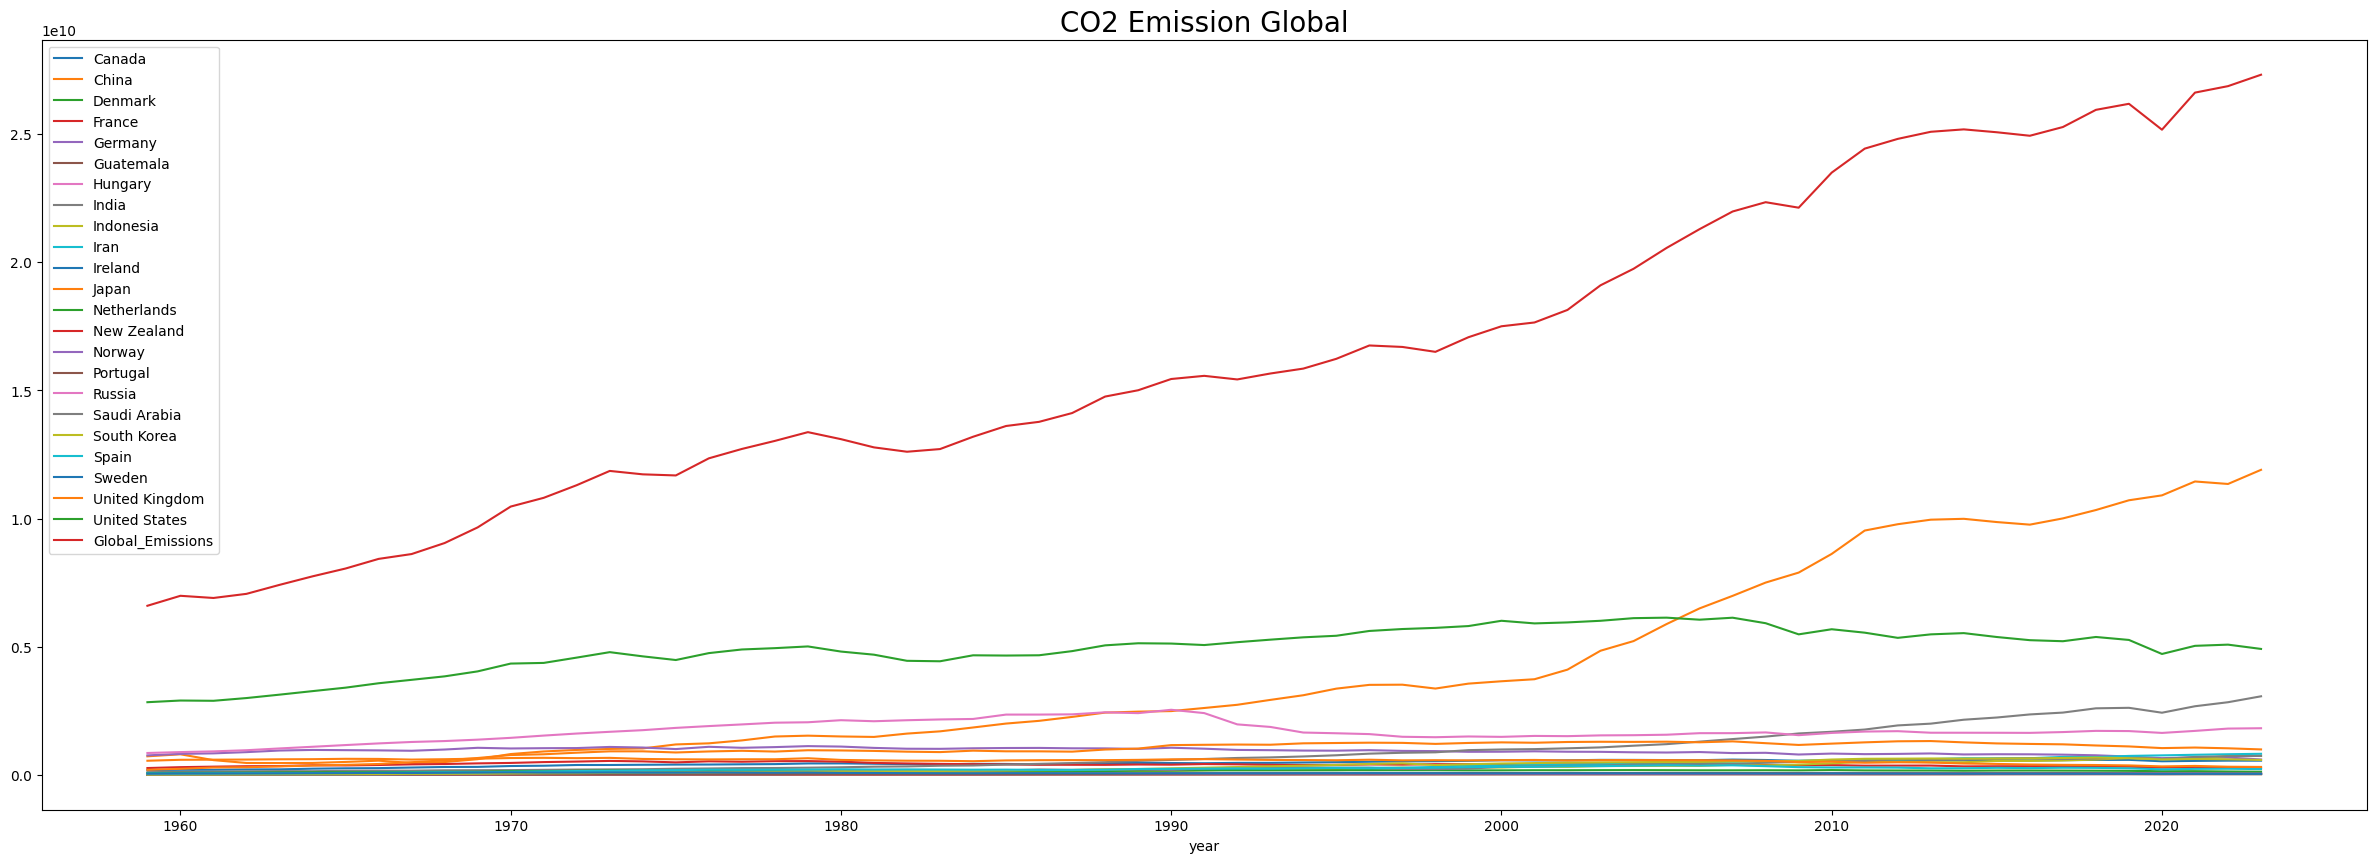 CO2 Emission Global
1e10
Canada
China
Denmark
France
Germany
Guatemala
Hungary
India
Indonesia
Iran
Ireland
Japan
Netherlands
New Zealand
Norway
Portugal
Russia
Saudi Arabia
South Korea
Spain
Sweden
United Kingdom
United States
Global_Emissions
2.5
2.0
1.5
1.0
0.5
0.0
1960 1970 1980 1990 2000 2010 2020
year